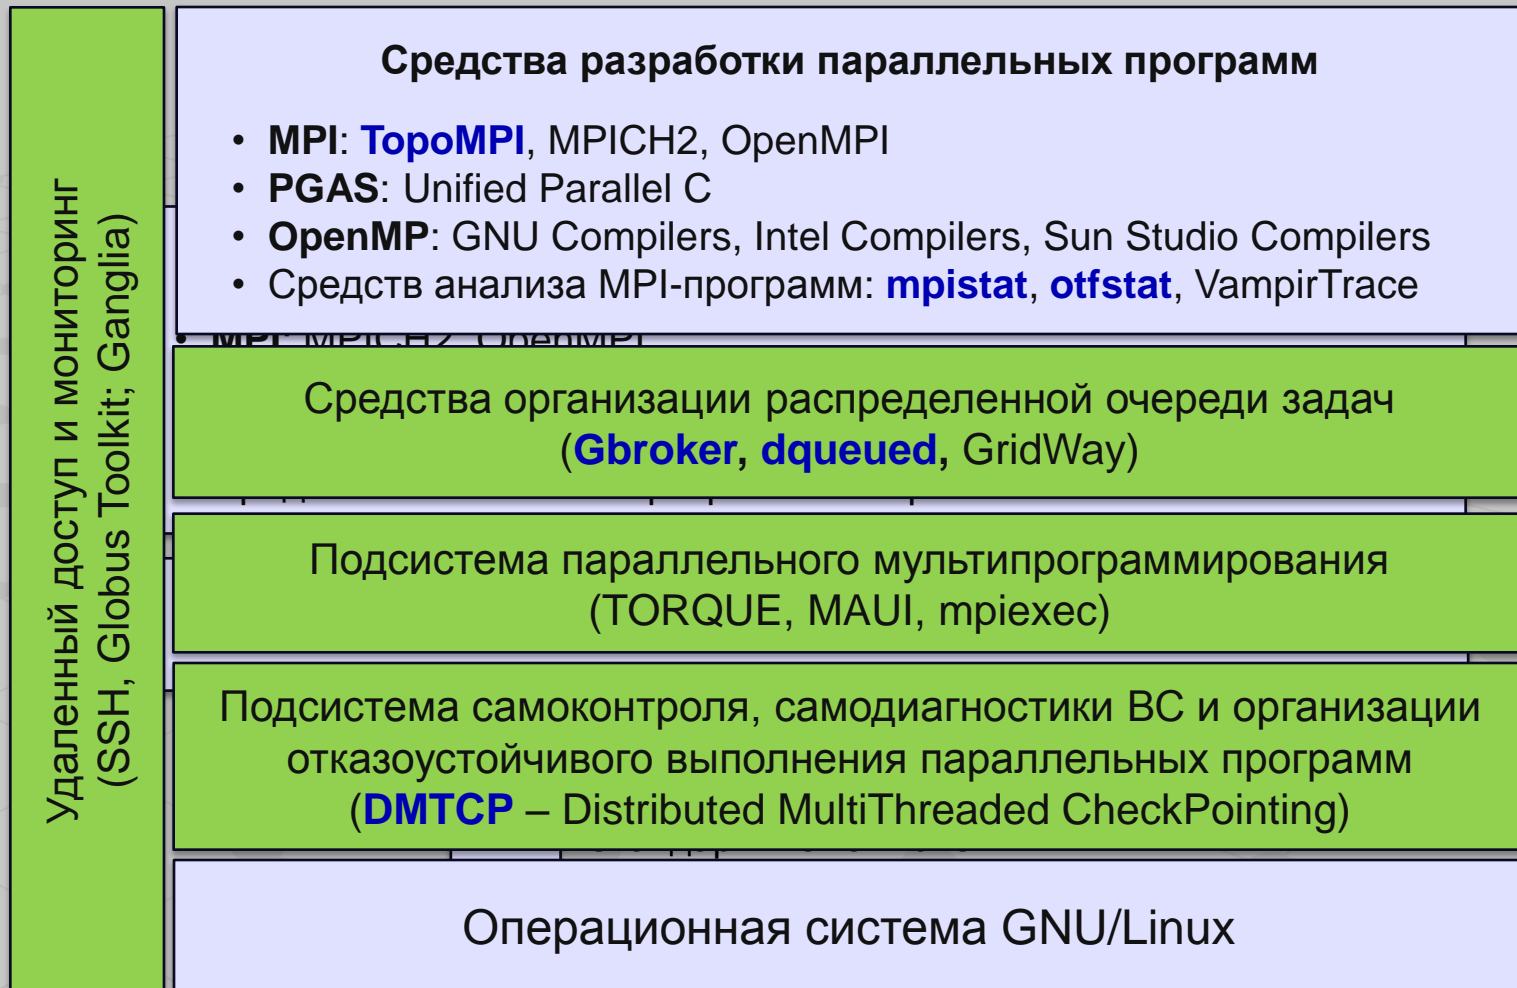 Удаленный доступ и мониторинг
(SSH, Globus Toolkit; Ganglia)
Средства разработки параллельных программ
• MPI: TopoMPI, MPICH2, OpenMPI
• PGAS: Unified Parallel C
• OpenMP: GNU Compilers, Intel Compilers, Sun Studio Compilers
• Средств анализа MPI-программ: mpistat, otfstat, VampirTrace
• MPI: MPICH2, OpenMPI
Средства организации распределенной очереди задач
(Gbroker, dqueued, GridWay)
Подсистема параллельного мультипрограммирования
(TORQUE, MAUI, mpiexec)
Подсистема самоконтроля, самодиагностики ВС и организации
отказоустойчивого выполнения параллельных программ
(DMTCP – Distributed MultiThreaded CheckPointing)
Операционная система GNU/Linux